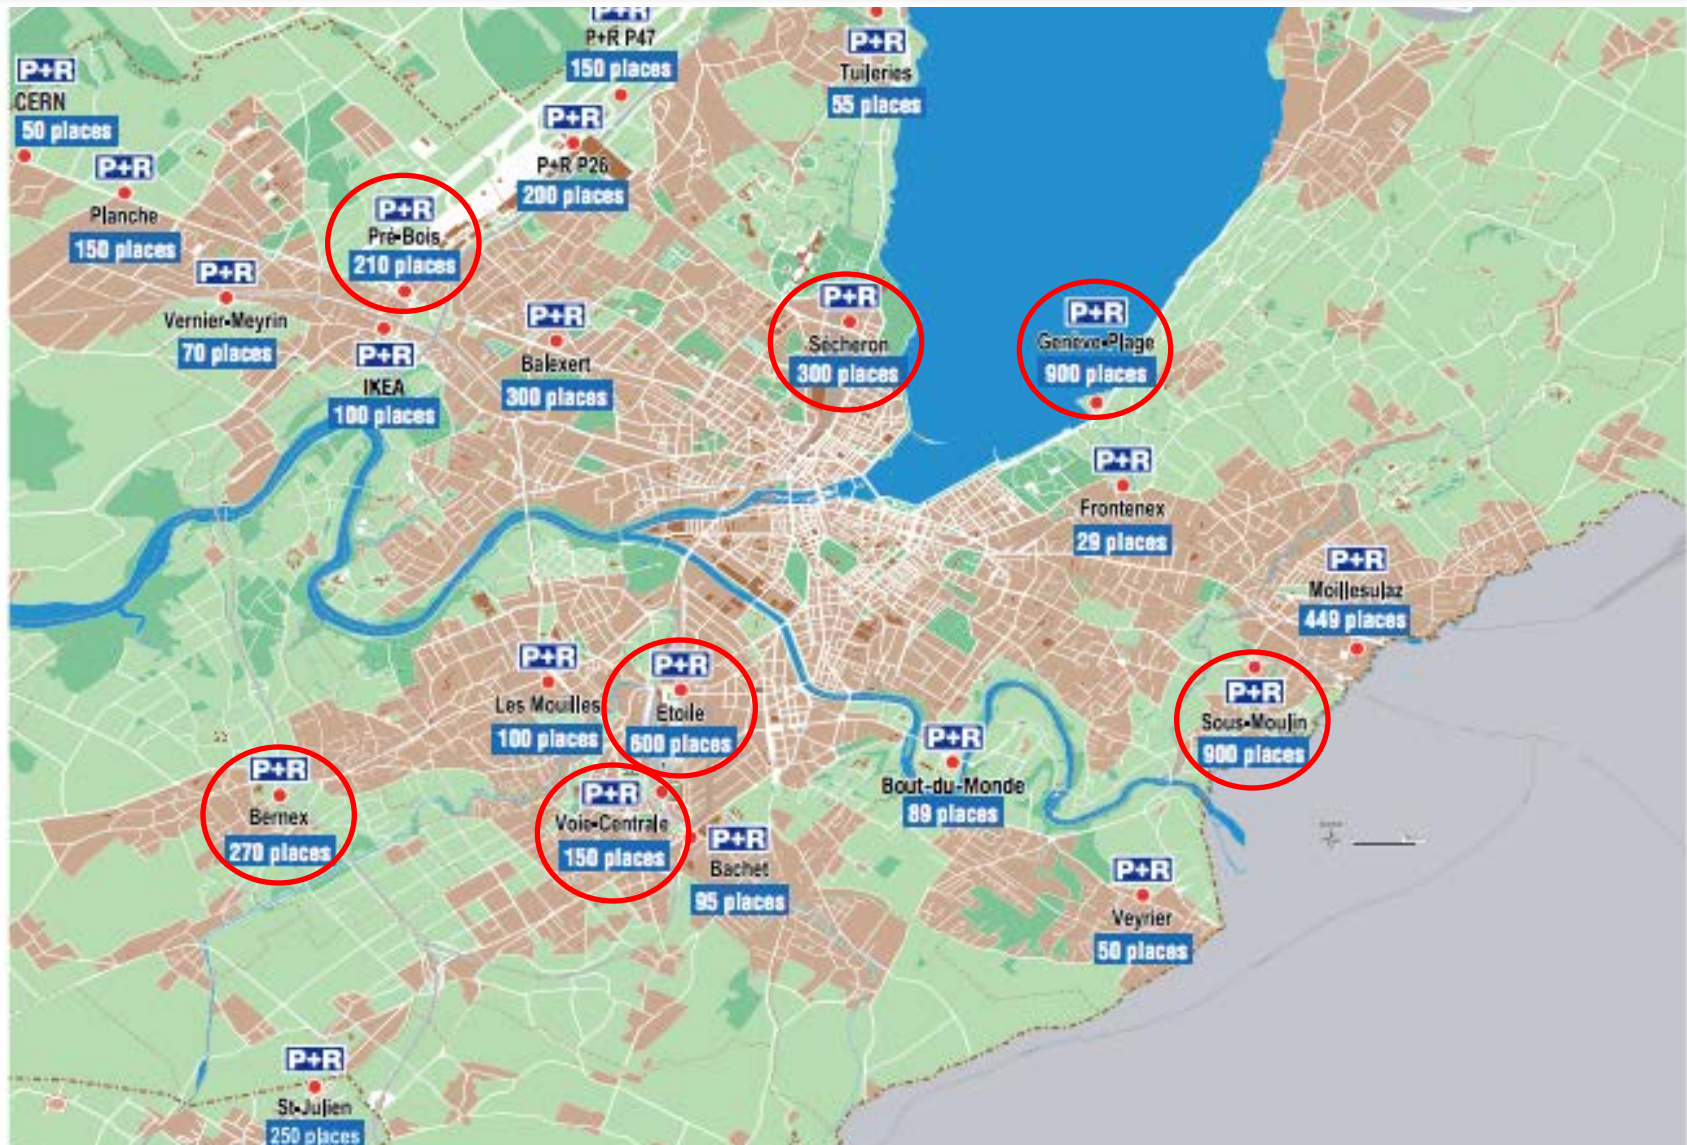 P+R
P+R P47
150 places
Tuileries
55 places
P+R
P+R
CERN
50 places
P+R
P+R P26
200 places
P+R
Planche
150 places
P+R
Pré-Bois
210 places
P+R
Vernier-Meyrin
70 places
P+R
IKEA
100 places
P+R
Balexert
300 places
P+R
Sécheron
300 places
P+R
Genève-Plage
900 places
P+R
Frontenex
29 places
P+R
Moillesulaz
449 places
P+R
Les Mouilles
100 places
P+R
Etoile
600 places
P+R
Sous-Moulin
900 places
P+R
Bout-du-Monde
89 places
P+R
Bernex
270 places
P+R
Voie-Centrale
150 places
P+R
Bachet
95 places
P+R
Veyrier
50 places
P+R
St-Julien
250 places